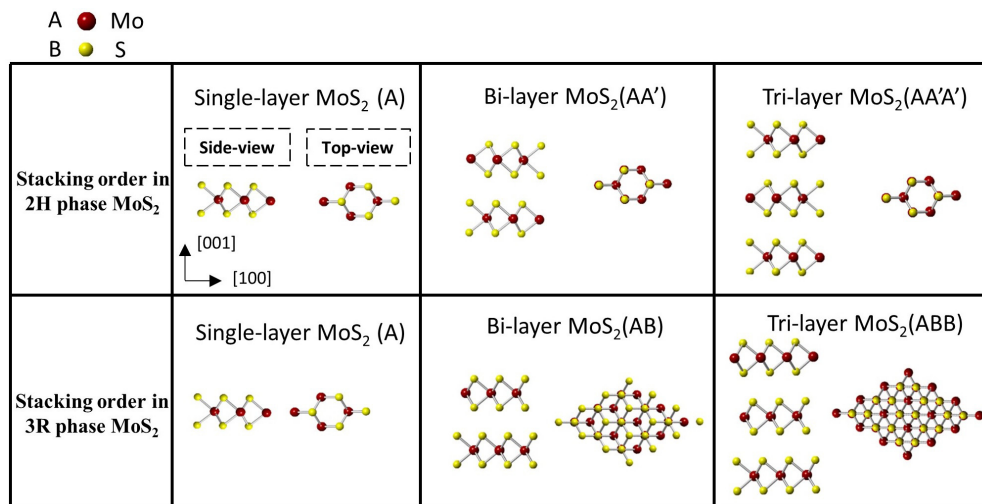 A Mo
B S
Single-layer MoS₂ (A)
Side-view Top-view
Stacking order in
2H phase MoS₂
[001]
[100]
Bi-layer MoS₂(AA’)
Tri-layer MoS₂(AA’A’)
Single-layer MoS₂ (A)
Stacking order in
3R phase MoS₂
Bi-layer MoS₂(AB)
Tri-layer MoS₂(ABB)